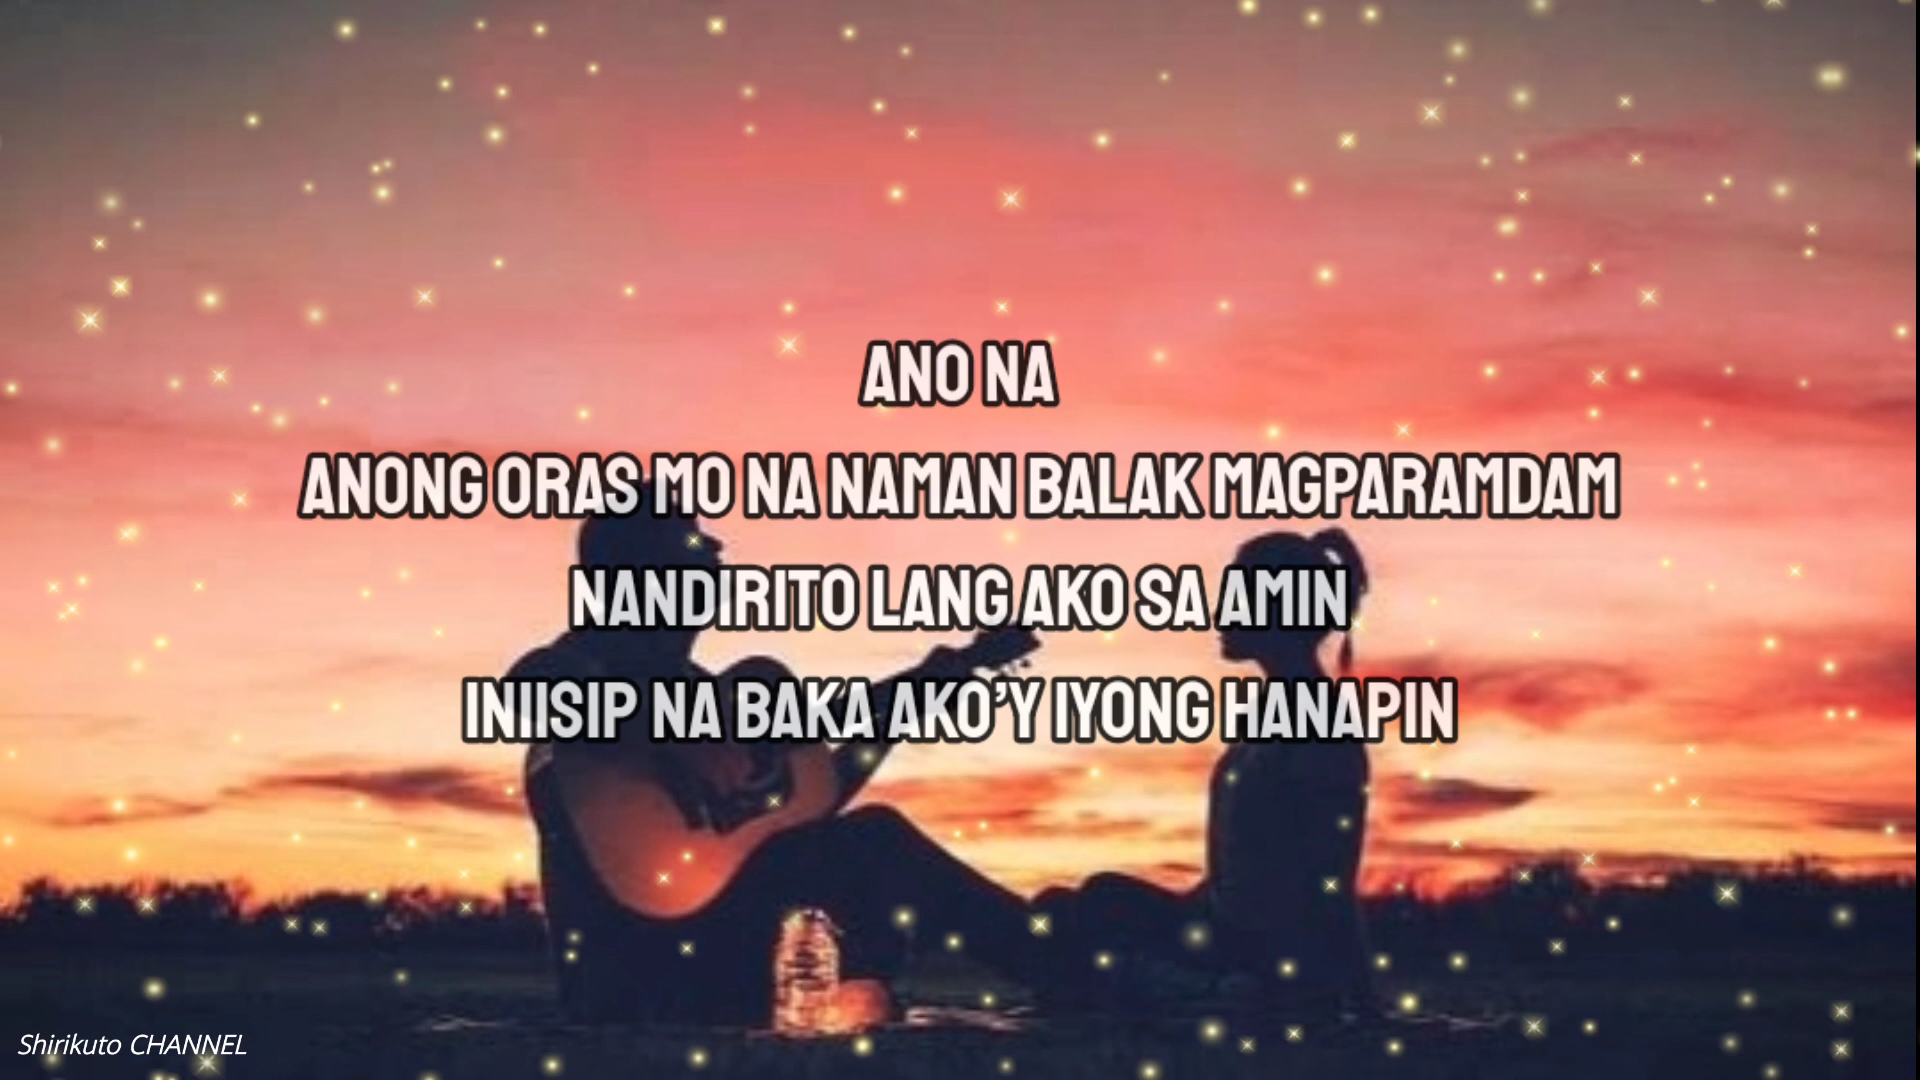 ANO NA
ANONG ORAS MO NA NAMAN BALAK MAGPARAMDAM
NANDIRITO LANG AKO SA AMIN
INIISIP NA BAKA AKO’Y IYONG HANAPIN
Shirikuto CHANNEL